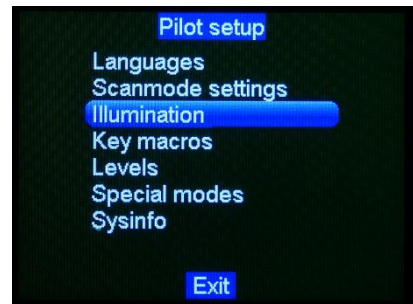 Pilot setup
Languages
Scanmode settings
Illumination
Key macros
Levels
Special modes
Sysinfo
Exit